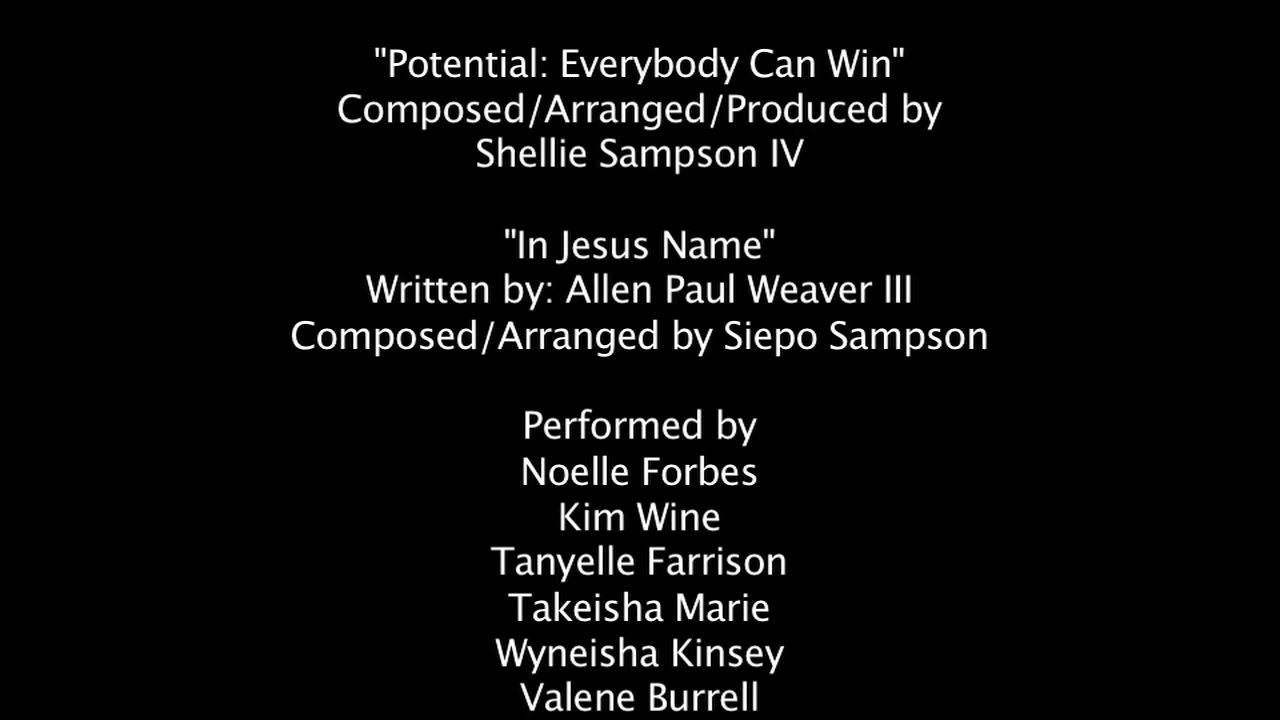 "Potential: Everybody Can Win"
Composed/Arranged/Produced by
Shellie Sampson IV
"In Jesus Name"
Written by: Allen Paul Weaver III
Composed/Arranged by Siepo Sampson
Performed by
Noelle Forbes
Kim Wine
Tanyelle Farrison
Takeisha Marie
Wyneisha Kinsey
Valene Burrell